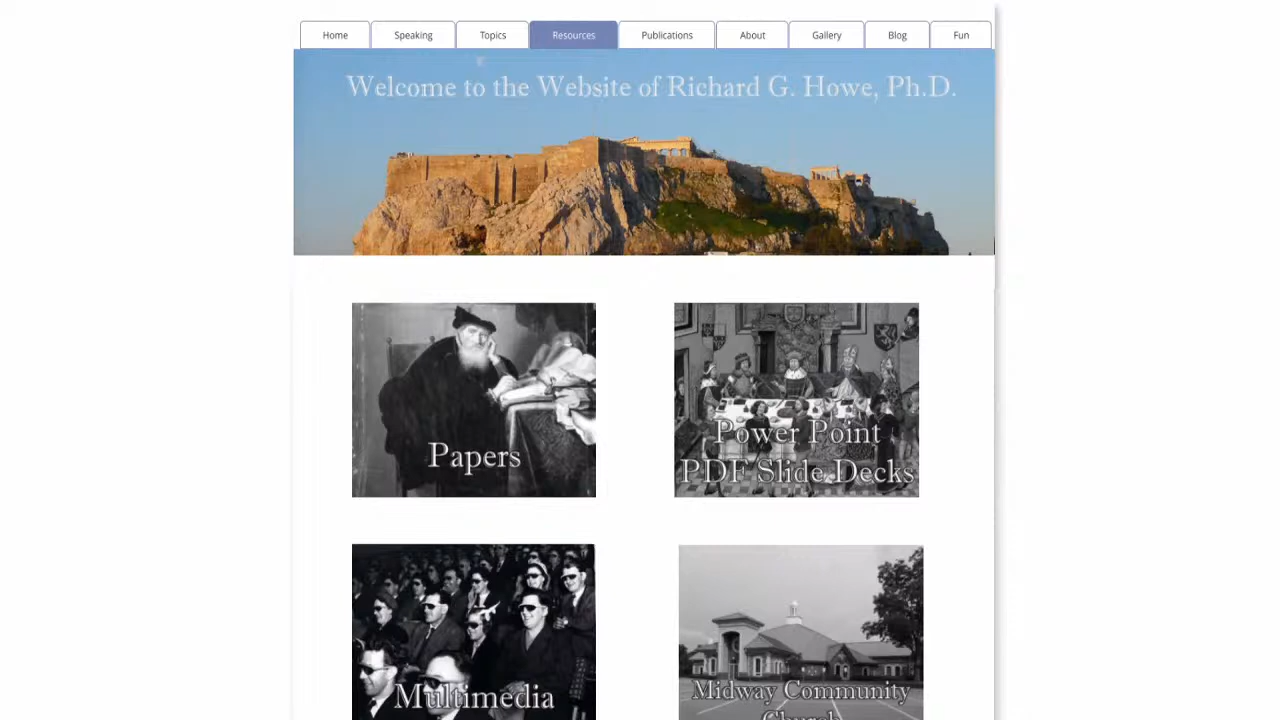 Home Speaking Topics Resources Publications About Gallery Blog Fun
Welcome to the Website of Richard G. Howe, Ph.D.
Papers
Power Point
PDF Slide Decks
Multimedia
Midway Community
Church